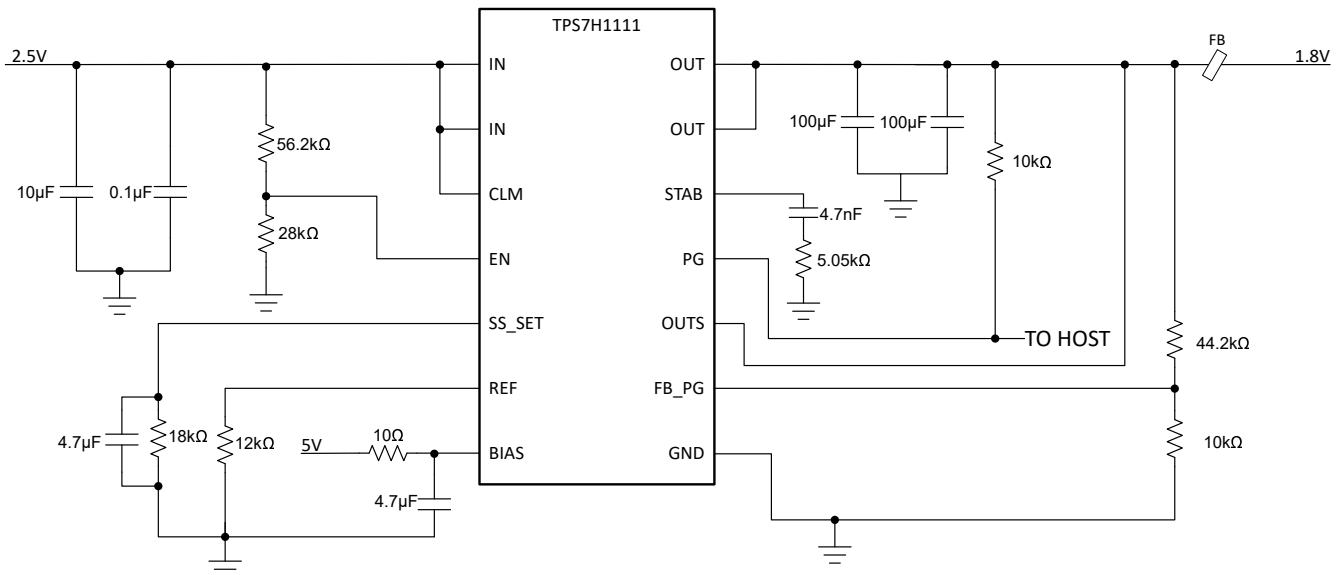 TPS7H1111
2.5V
IN
OUT
FB
1.8V
IN
OUT
56.2kΩ
100µF
100µF
10kΩ
10µF
0.1µF
CLM
STAB
4.7nF
28kΩ
EN
PG
5.05kΩ
SS_SET
OUTS
TO HOST
44.2kΩ
REF
FB_PG
4.7µF
18kΩ
12kΩ
5V
10Ω
BIAS
GND
10kΩ
4.7µF